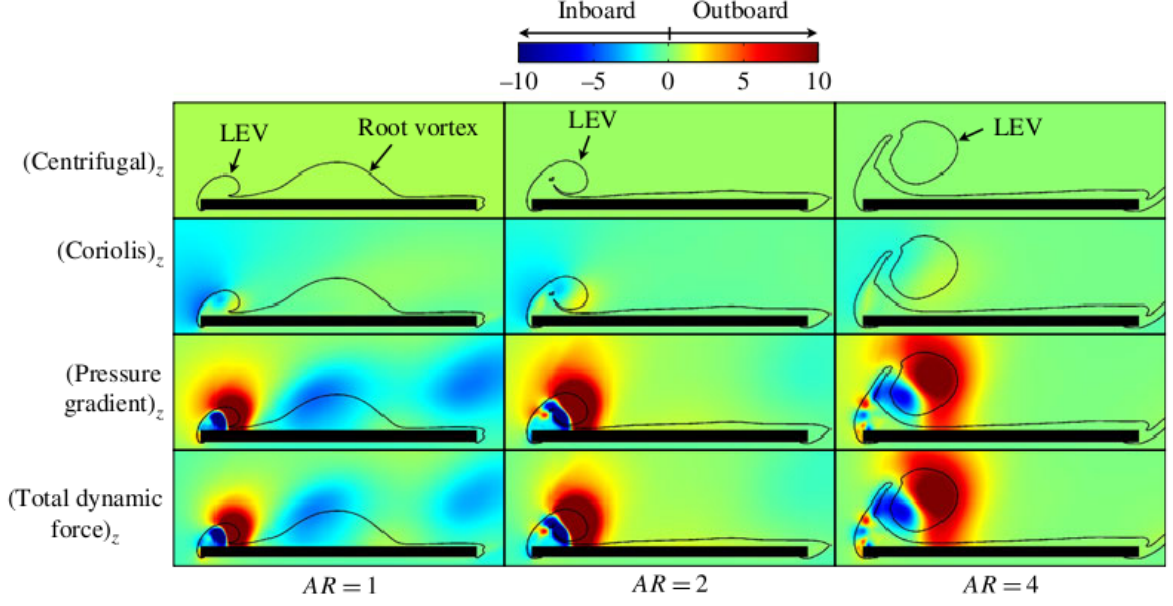 Inboard Outboard
–10 –5 0 5 10
(Centrifugal)z LEV Root vortex LEV LEV
(Coriolis)z
(Pressure
gradient)z
(Total dynamic
force)z
AR = 1 AR = 2 AR = 4